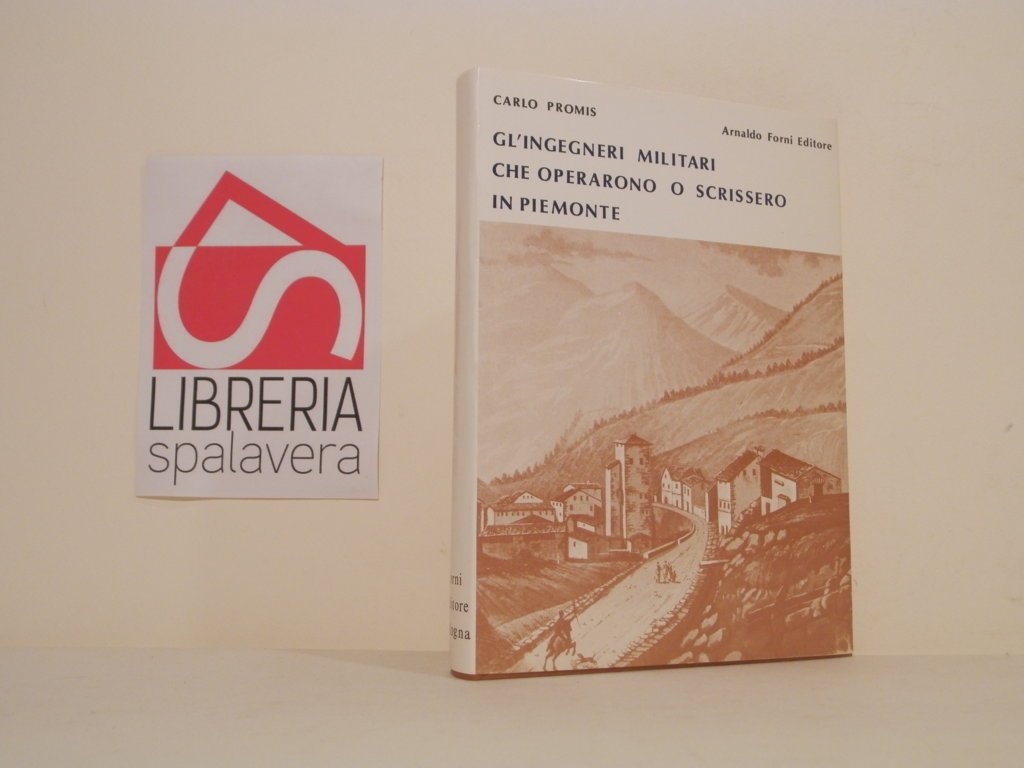 LIBRERIA
spalavera
CARLO PROMIS
Arnaldo Forni Editore
GL'INGEGNERI MILITARI
CHE OPERARONO O SCRISSERO
IN PIEMONTE